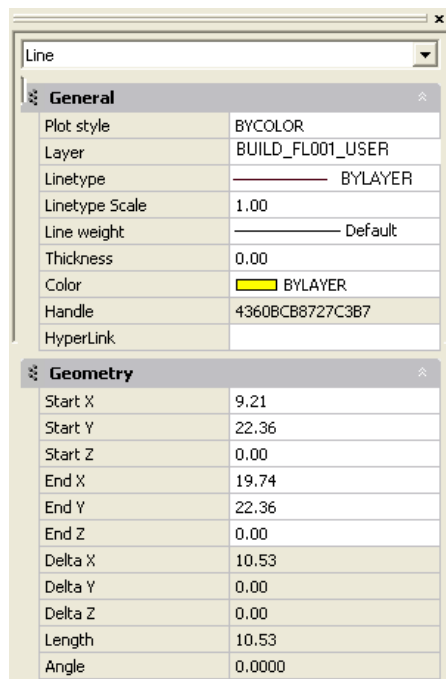 Line
General
Plot style BYCOLOR
Layer BUILD_FL001_USER
Linetype BYLAYER
Linetype Scale 1.00
Line weight Default
Thickness 0.00
Color BYLAYER
Handle 4360BCB8727C3B7
HyperLink
Geometry
Start X 9.21
Start Y 22.36
Start Z 0.00
End X 19.74
End Y 22.36
End Z 0.00
Delta X 10.53
Delta Y 0.00
Delta Z 0.00
Length 10.53
Angle 0.0000